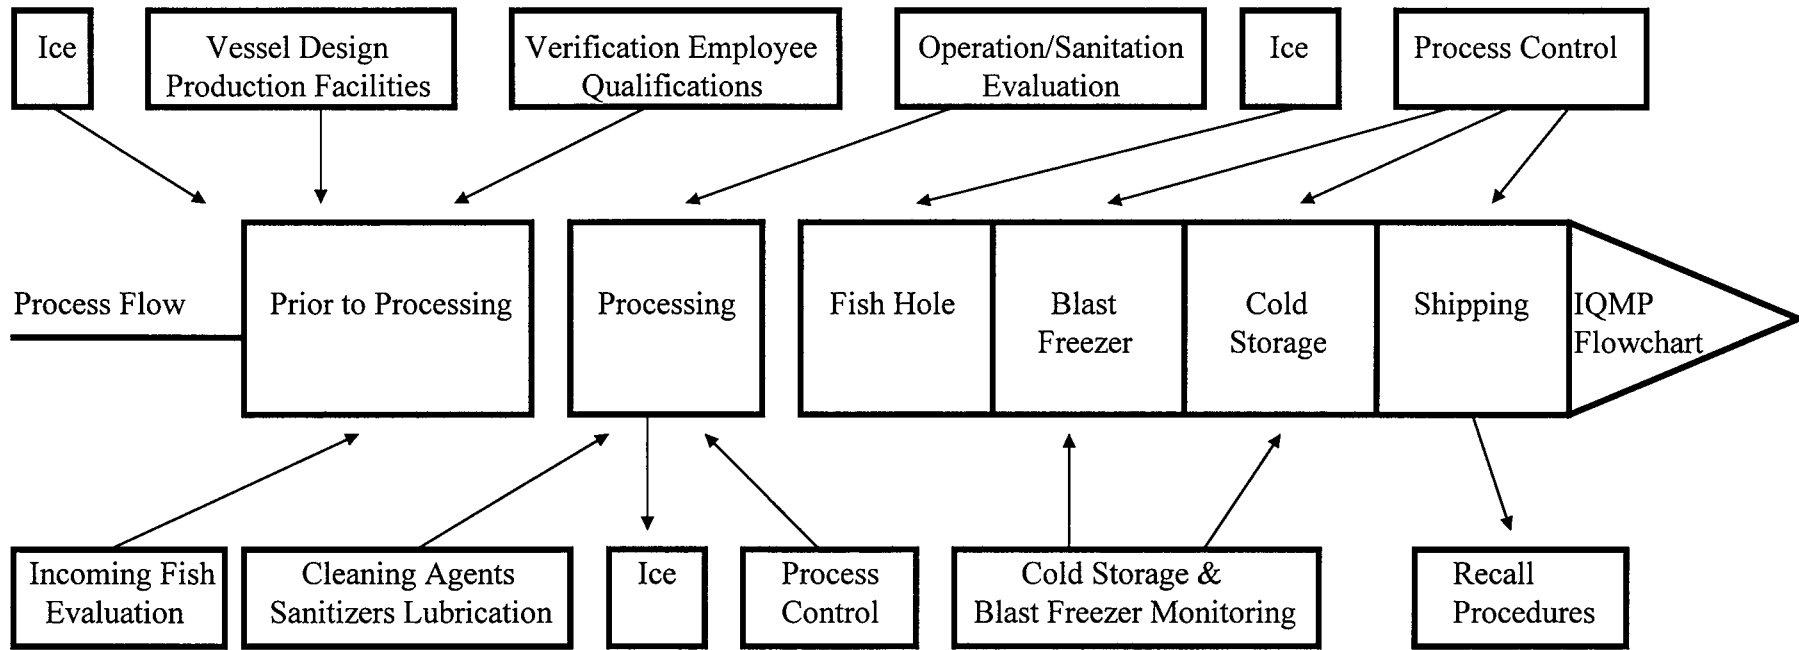 Ice
Vessel Design
Production Facilities
Verification Employee
Qualifications
Operation/Sanitation
Evaluation
Ice
Process Control
Process Flow
Prior to Processing
Processing
Fish Hole
Blast
Freezer
Cold
Storage
Shipping
IQMP
Flowchart
Incoming Fish
Evaluation
Cleaning Agents
Sanitizers Lubrication
Ice
Process
Control
Cold Storage &
Blast Freezer Monitoring
Recall
Procedures